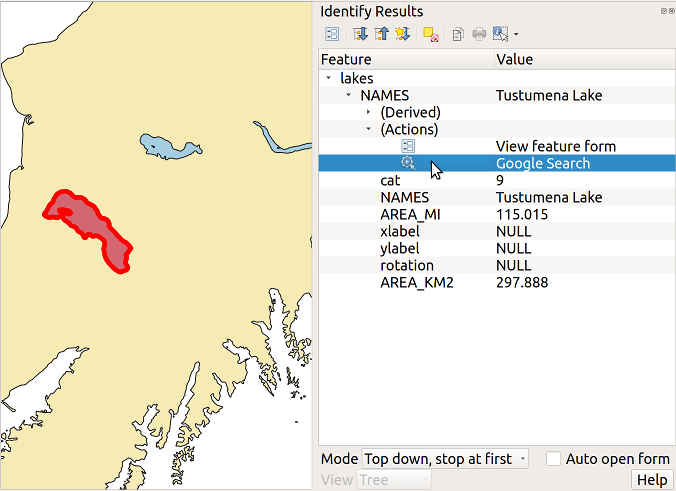 Identify Results
Feature Value
lakes
NAMES Tustumena Lake
(Derived)
(Actions)
View feature form
Google Search
cat 9
NAMES Tustumena Lake
AREA_MI 115.015
xlabel NULL
ylabel NULL
rotation NULL
AREA_KM2 297.888
Mode Top down, stop at first Auto open form
View Tree Help